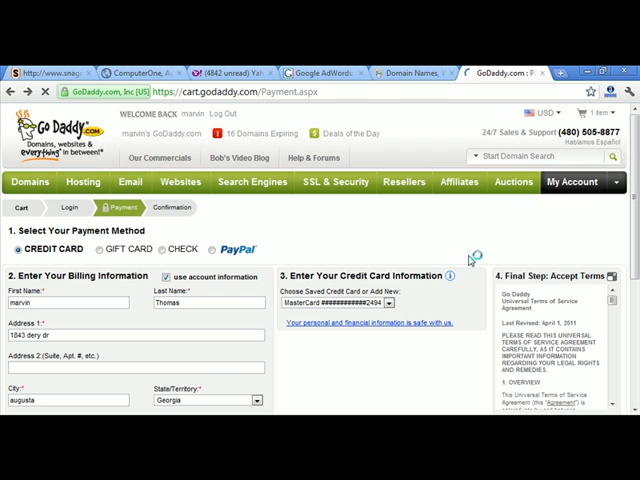 http://www.snag
ComputerOne, A
Y! (4842 unread) Yah
Google AdWords:
Domain Names, \
GoDaddy.com : P
GoDaddy.com, Inc [US] https://cart.godaddy.com/Payment.aspx
WELCOME BACK marvin Log Out
USD 1 item
Go Daddy.com
Domains, websites &
everything in between!™
marvin's GoDaddy.com 16 Domains Expiring $ Deals of the Day
24/7 Sales & Support (480) 505-8877
Hablamos Español
Our Commercials Bob's Video Blog Help & Forums
Start Domain Search
Domains Hosting Email Websites Search Engines SSL & Security Resellers Affiliates Auctions My Account
Cart Login Payment Confirmation
1. Select Your Payment Method
CREDIT CARD GIFT CARD CHECK PayPal
2. Enter Your Billing Information use account information
First Name:* Last Name:*
marvin Thomas
Address 1:*
1843 dery dr
Address 2:(Suite, Apt. #, etc.)
City:* State/Territory:*
augusta Georgia
3. Enter Your Credit Card Information
Choose Saved Credit Card or Add New:
MasterCard ############2494
Your personal and financial information is safe with us.
4. Final Step: Accept Terms
Go Daddy
Universal Terms of Service
Agreement
Last Revised: April 1, 2011
PLEASE READ THIS UNIVERSAL
TERMS OF SERVICE AGREEMENT
CAREFULLY, AS IT CONTAINS
IMPORTANT INFORMATION
REGARDING YOUR LEGAL RIGHTS
AND REMEDIES.
1. OVERVIEW
This Universal Terms of Service
Agreement (this "Agreement") is